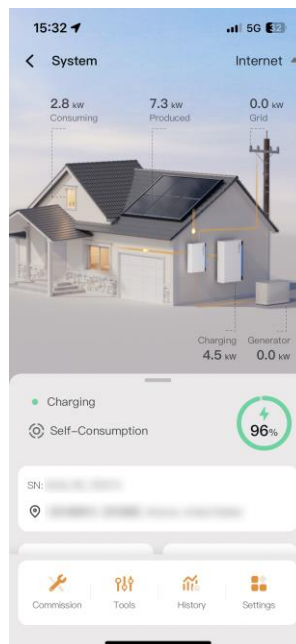 15:32 5G 32
System Internet
2.8 kW 7.3 kW 0.0 kW
Consuming Produced Grid
Charging Generator
4.5 kW 0.0 kW
Charging
Self-Consumption
96%
SN:
Commission Tools History Settings